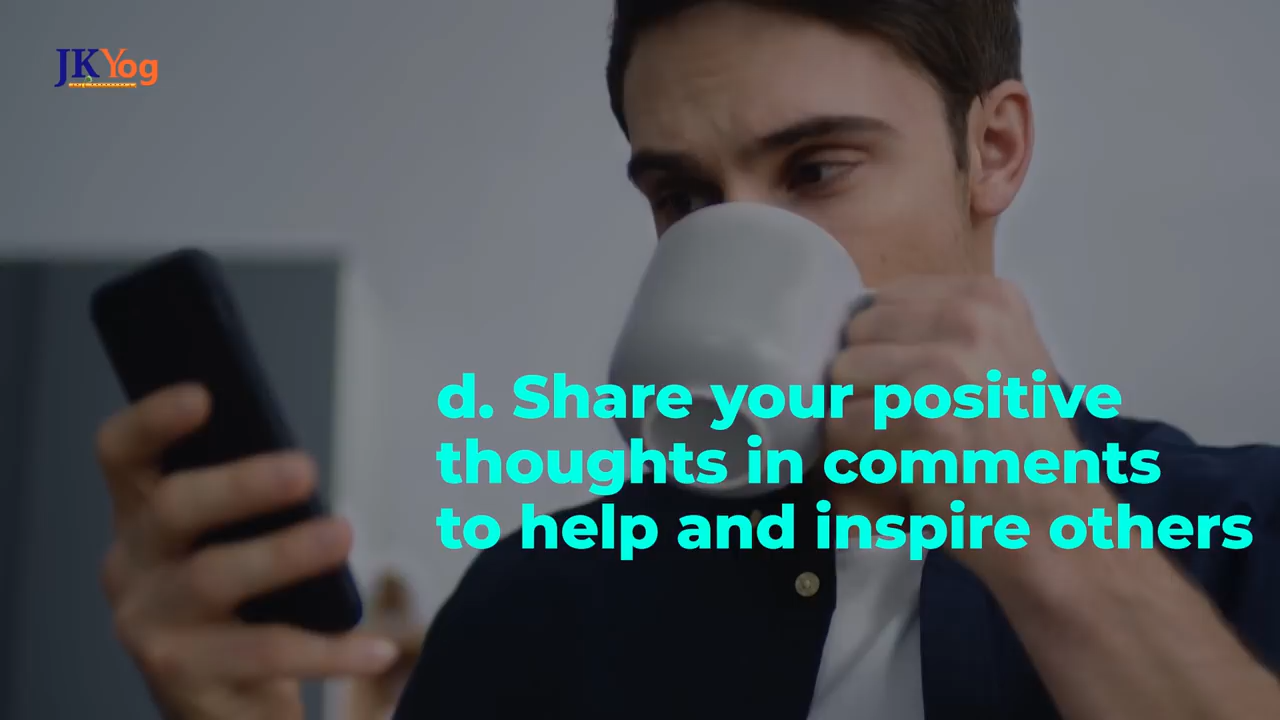 JKYog
d. Share your positive
thoughts in comments
to help and inspire others